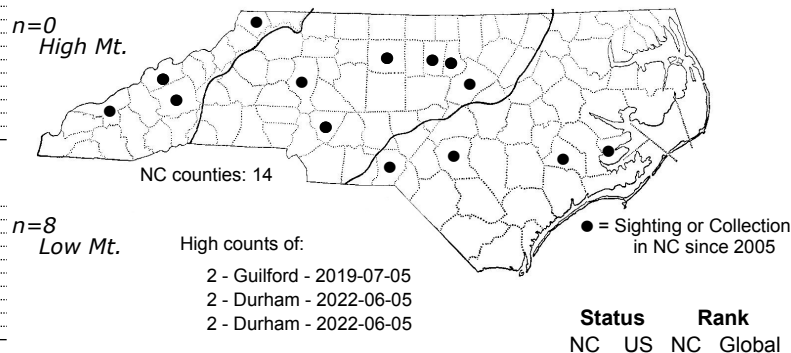 n=0
High Mt.
NC counties: 14
n=8
Low Mt.
High counts of:
2 - Guilford - 2019-07-05
2 - Durham - 2022-06-05
2 - Durham - 2022-06-05
● = Sighting or Collection
in NC since 2005
Status Rank
NC US NC Global